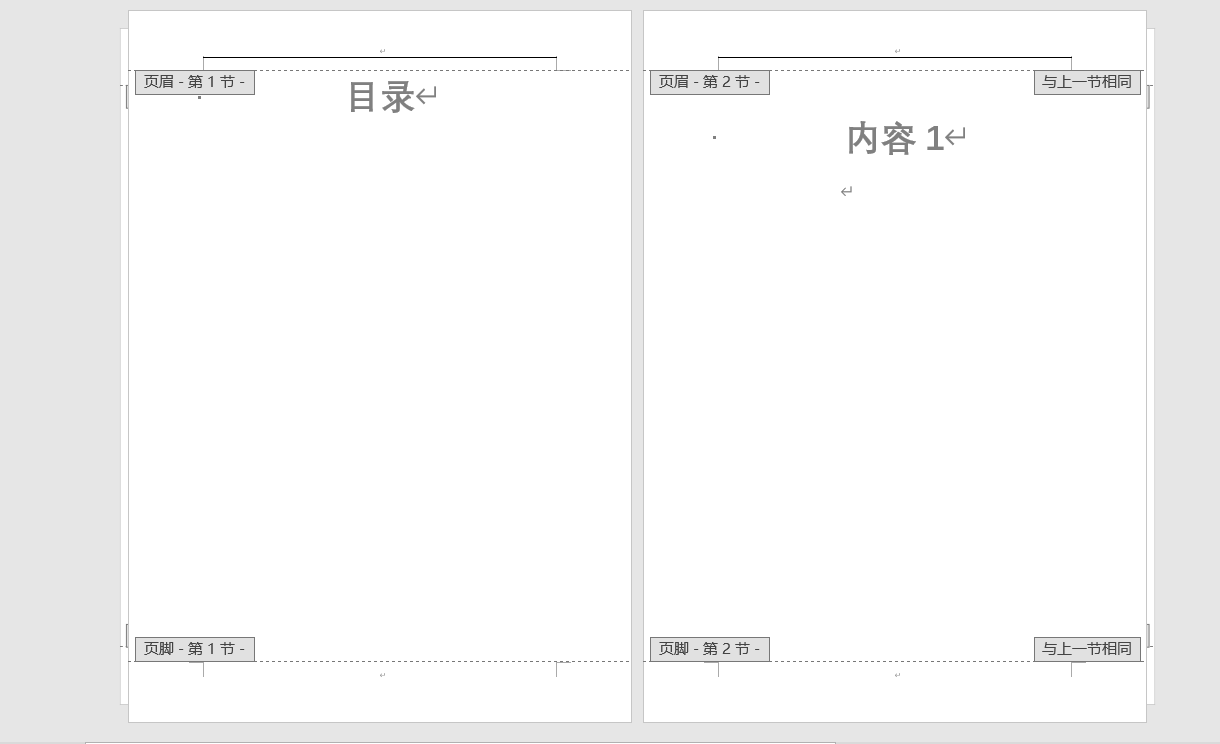 页眉 - 第 1 节 -
目录↵
页脚 - 第 1 节 -
页眉 - 第 2 节 -
与上一节相同
内容 1↵
↵
页脚 - 第 2 节 -
与上一节相同